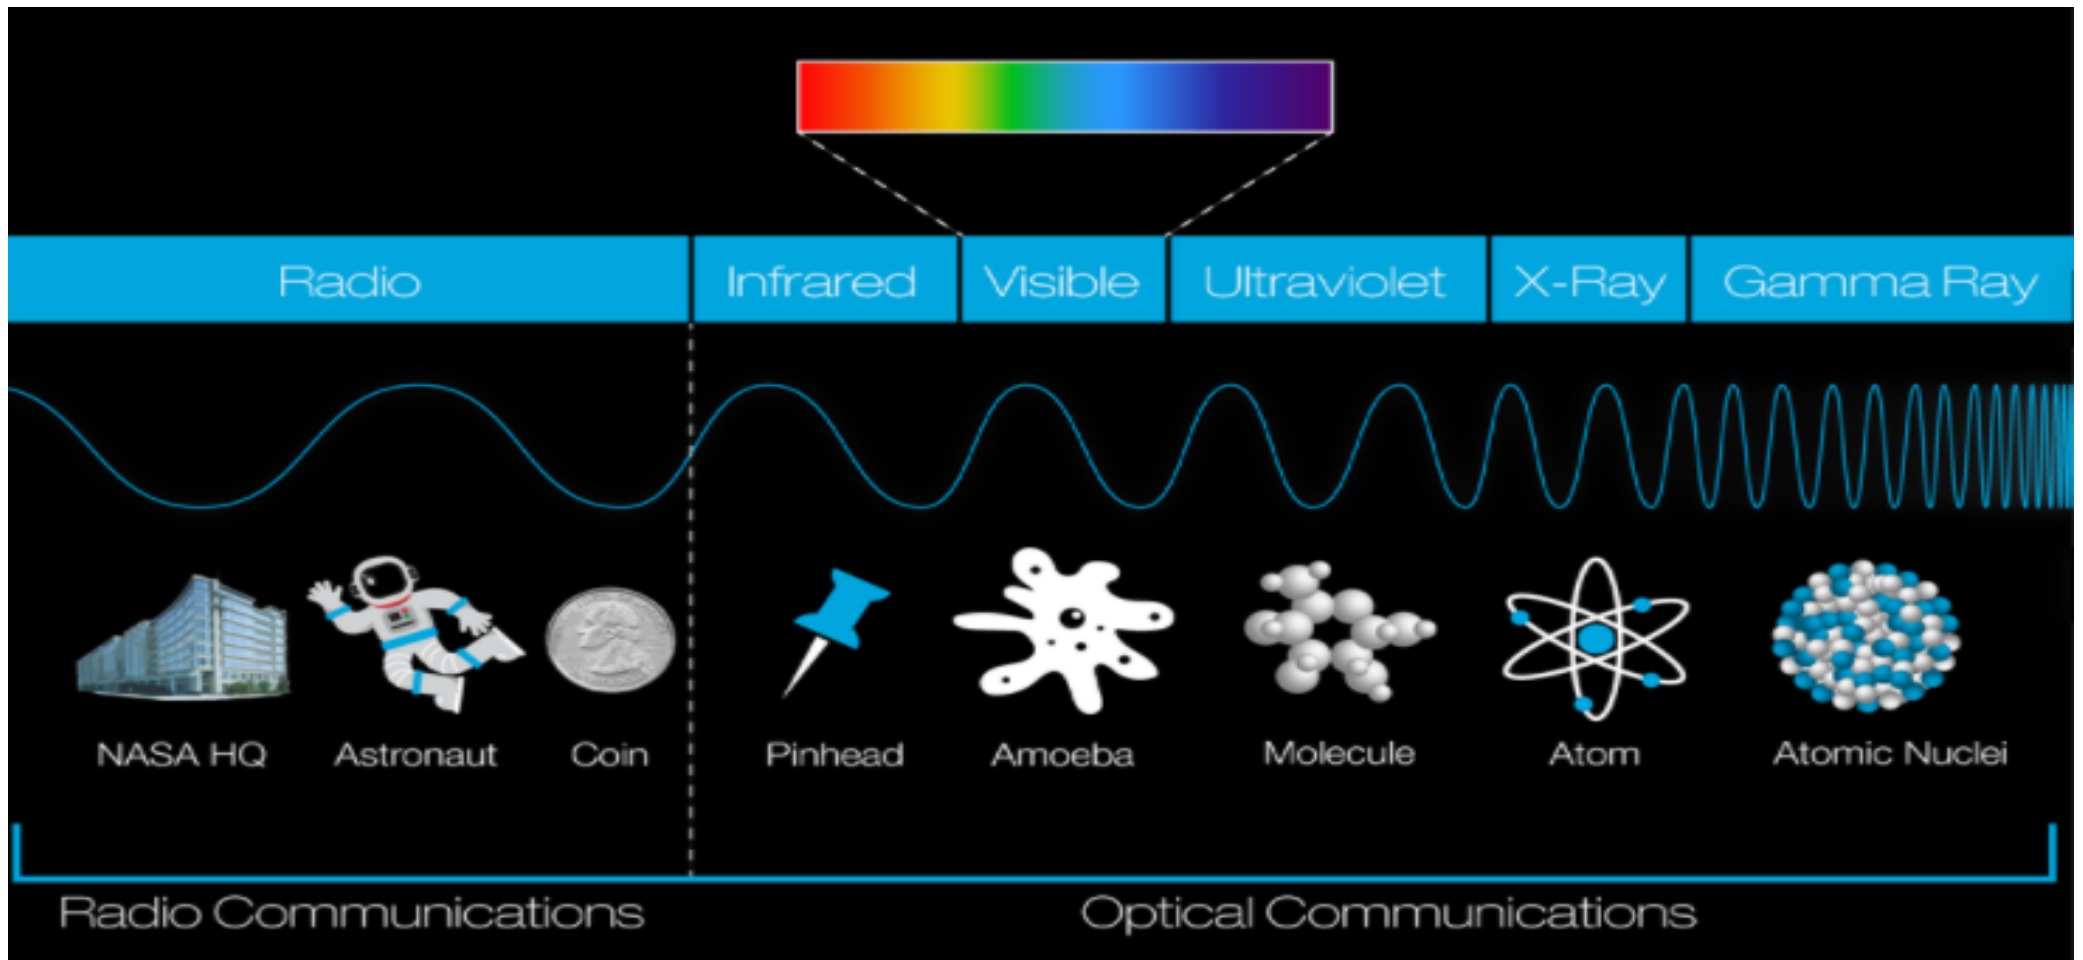 Radio Infrared Visible Ultraviolet X-Ray Gamma Ray
NASA HQ Astronaut Coin Pinhead Amoeba Molecule Atom Atomic Nuclei
Radio Communications Optical Communications